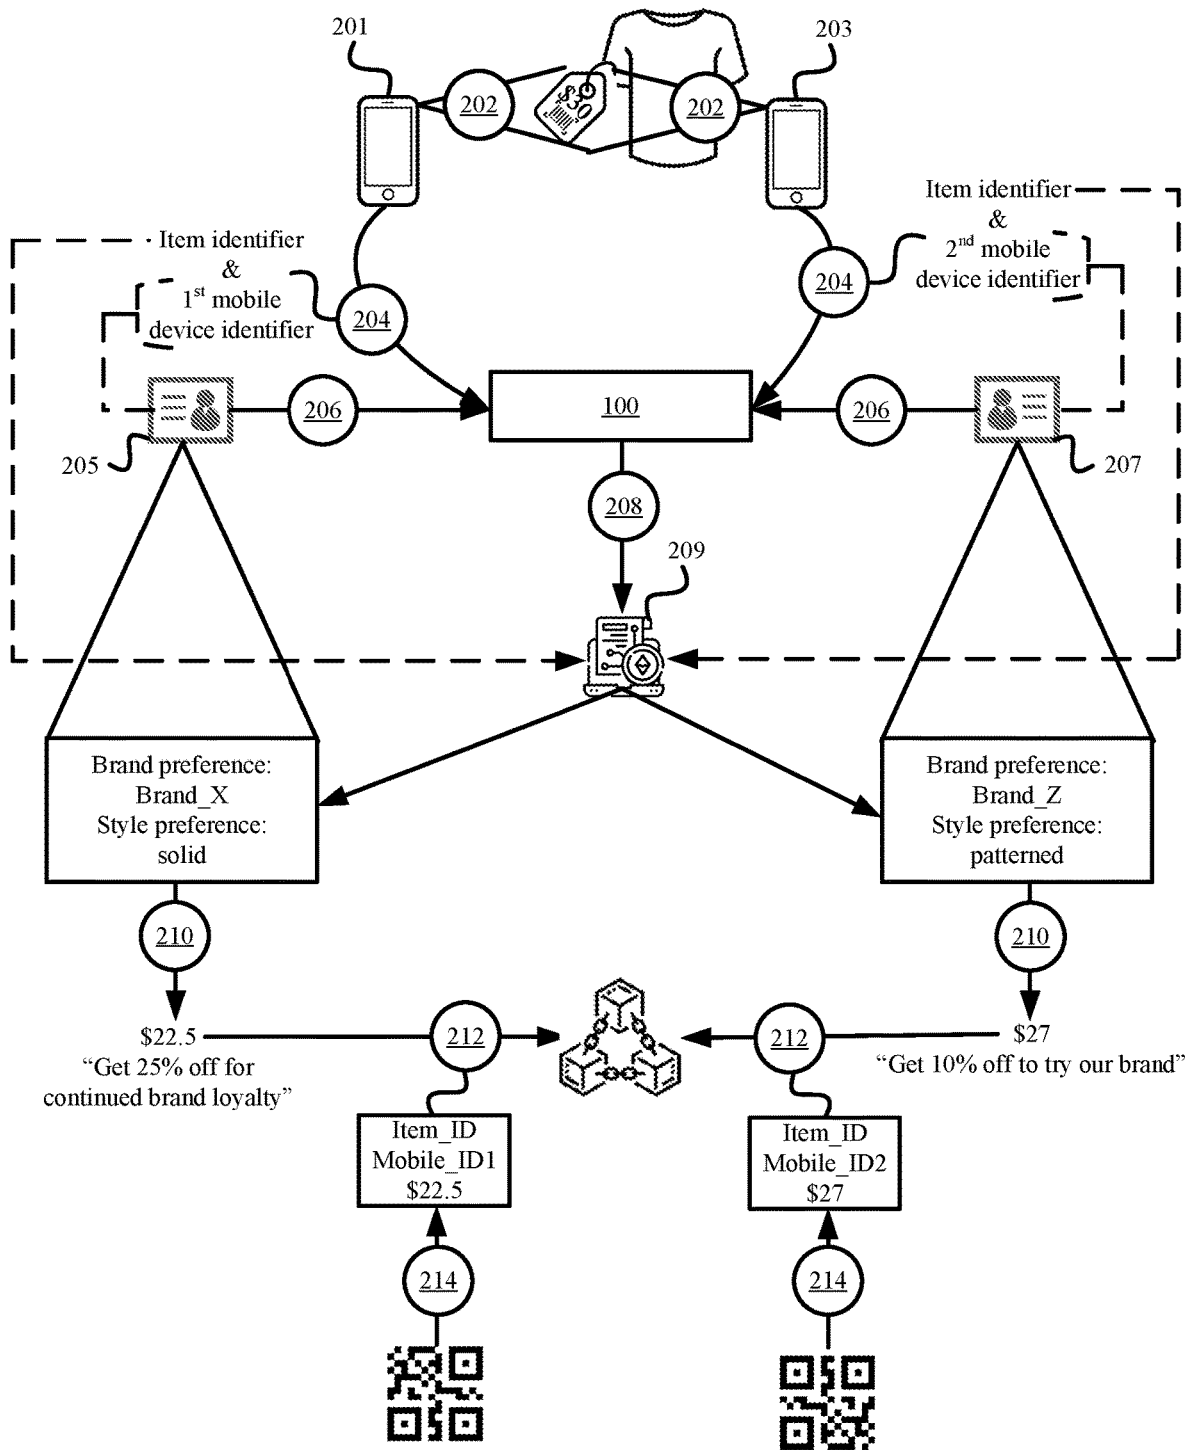 201
203
202
$30
202
Item identifier
&
1st mobile
device identifier
Item identifier
&
2nd mobile
device identifier
204
204
206
100
206
205
207
208
209
Brand preference:
Brand_X
Style preference:
solid
Brand preference:
Brand_Z
Style preference:
patterned
210
210
$22.5
212
212
$27
“Get 25% off for
continued brand loyalty”
“Get 10% off to try our brand”
Item_ID
Mobile_ID1
$22.5
Item_ID
Mobile_ID2
$27
214
214